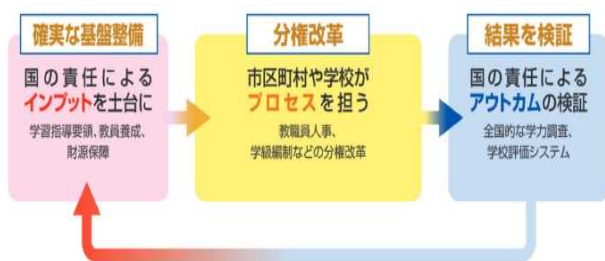 確実な基盤整備
国の責任による
インプットを土台に
学習指導要領、教員養成、
財源保障
分権改革
市区町村や学校が
プロセスを担う
教職員人事、
学級編制などの分権改革
結果を検証
国の責任による
アウトカムの検証
全国的な学力調査、
学校評価システム